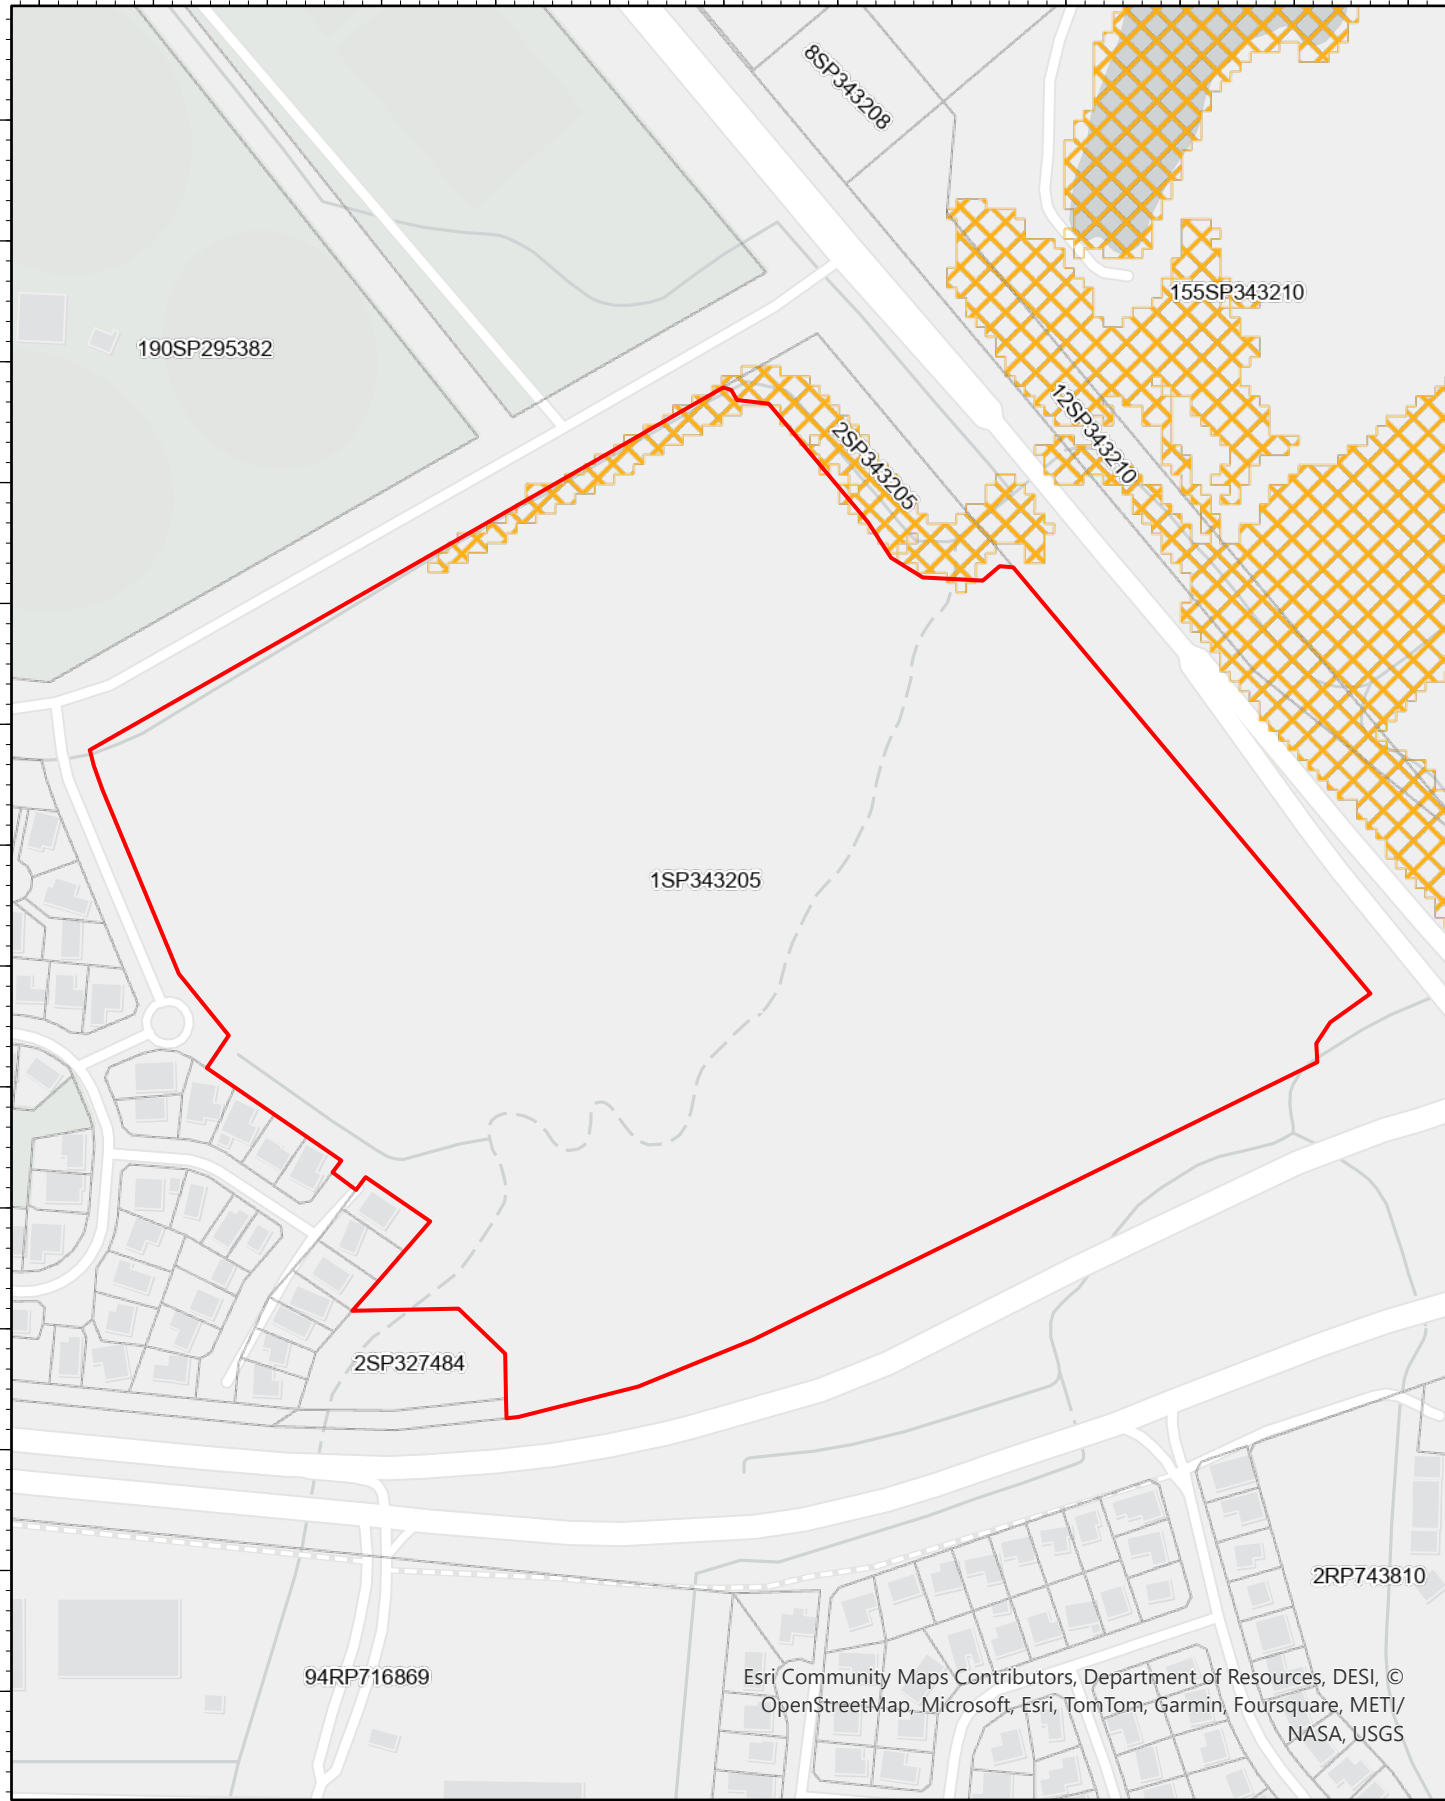 8SP343208
155SP343210
190SP295382
12SP343210
2SP343205
1SP343205
2SP327484
2RP743810
94RP716869
Esri Community Maps Contributors, Department of Resources, DESI, ©
OpenStreetMap, Microsoft, Esri, TomTom, Garmin, Foursquare, METI/
NASA, USGS